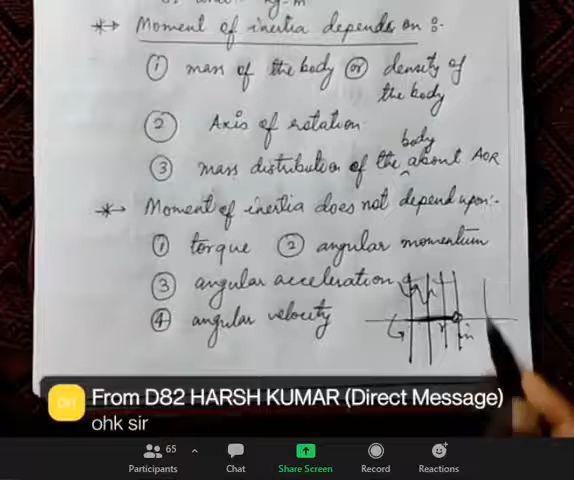 kg-m
* Moment of inertia depends on :-
① mass of the body (or) density of
the body
② Axis of rotation
body
③ mass distribution of the ^ about AOR
* Moment of inertia does not depend upon:-
① torque ② angular momentum
③ angular acceleration
④ angular velocity
r m
From D82 HARSH KUMAR (Direct Message)
ohk sir
65
Participants Chat Share Screen Record Reactions